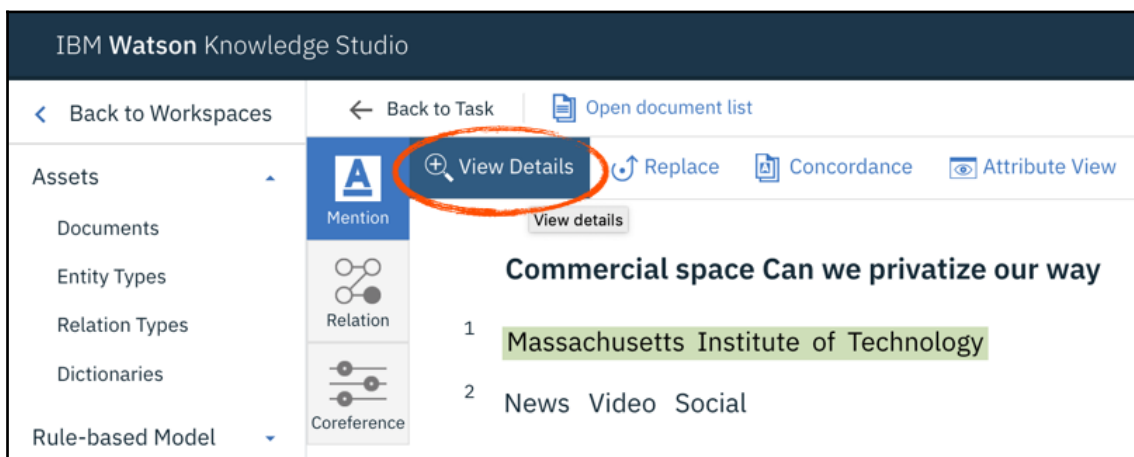 IBM Watson Knowledge Studio
Back to Workspaces
Back to Task
Open document list
Assets
Documents
Entity Types
Relation Types
Dictionaries
Rule-based Model
A
Mention
Relation
Coreference
View Details
Replace
Concordance
Attribute View
View details
Commercial space Can we privatize our way
1 Massachusetts Institute of Technology
2 News Video Social